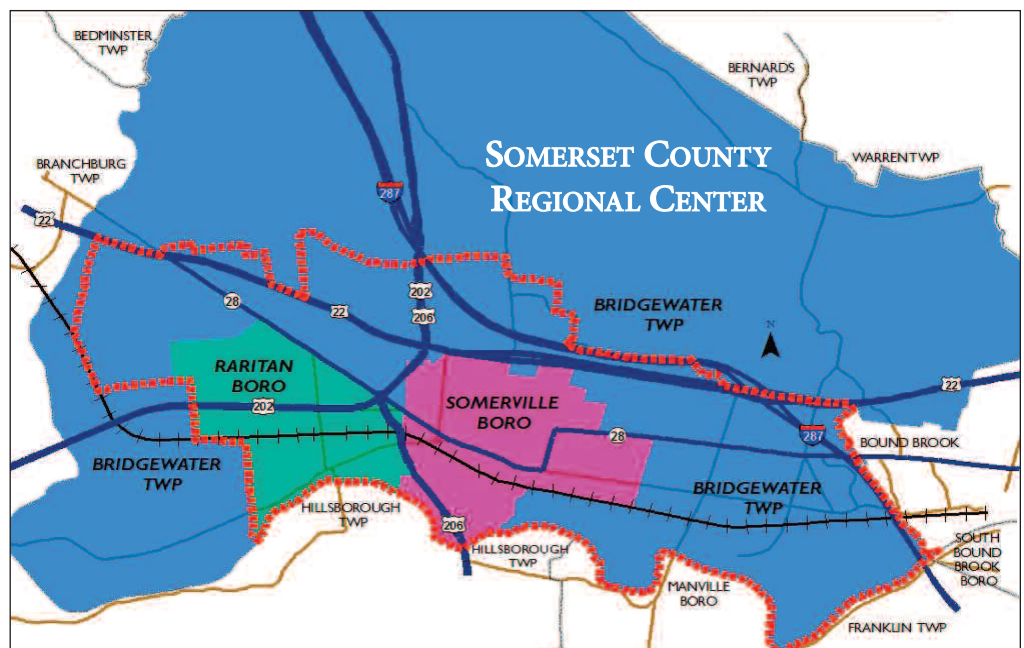 BEDMINSTER
TWP
BERNARDS
TWP
SOMERSET COUNTY
REGIONAL CENTER
WARREN TWP
BRANCHBURG
TWP
287
22
202
28
22
206
BRIDGEWATER
TWP
N
RARITAN
BORO
22
SOMERVILLE
BORO
202
28
287
BOUND BROOK
BRIDGEWATER
TWP
BRIDGEWATER
TWP
HILLSBOROUGH
TWP
206
HILLSBOROUGH
TWP
SOUTH
BOUND
BROOK
BORO
MANVILLE
BORO
FRANKLIN TWP